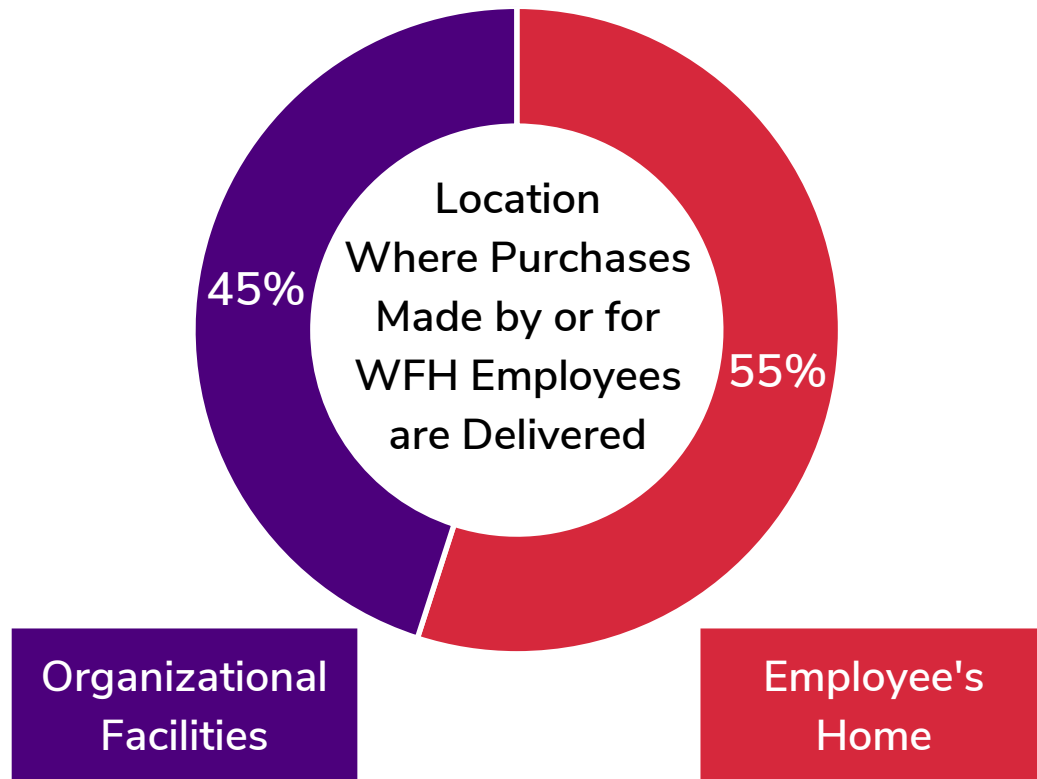 Location
Where Purchases
Made by or for
WFH Employees
are Delivered
45%
55%
Organizational
Facilities
Employee's
Home